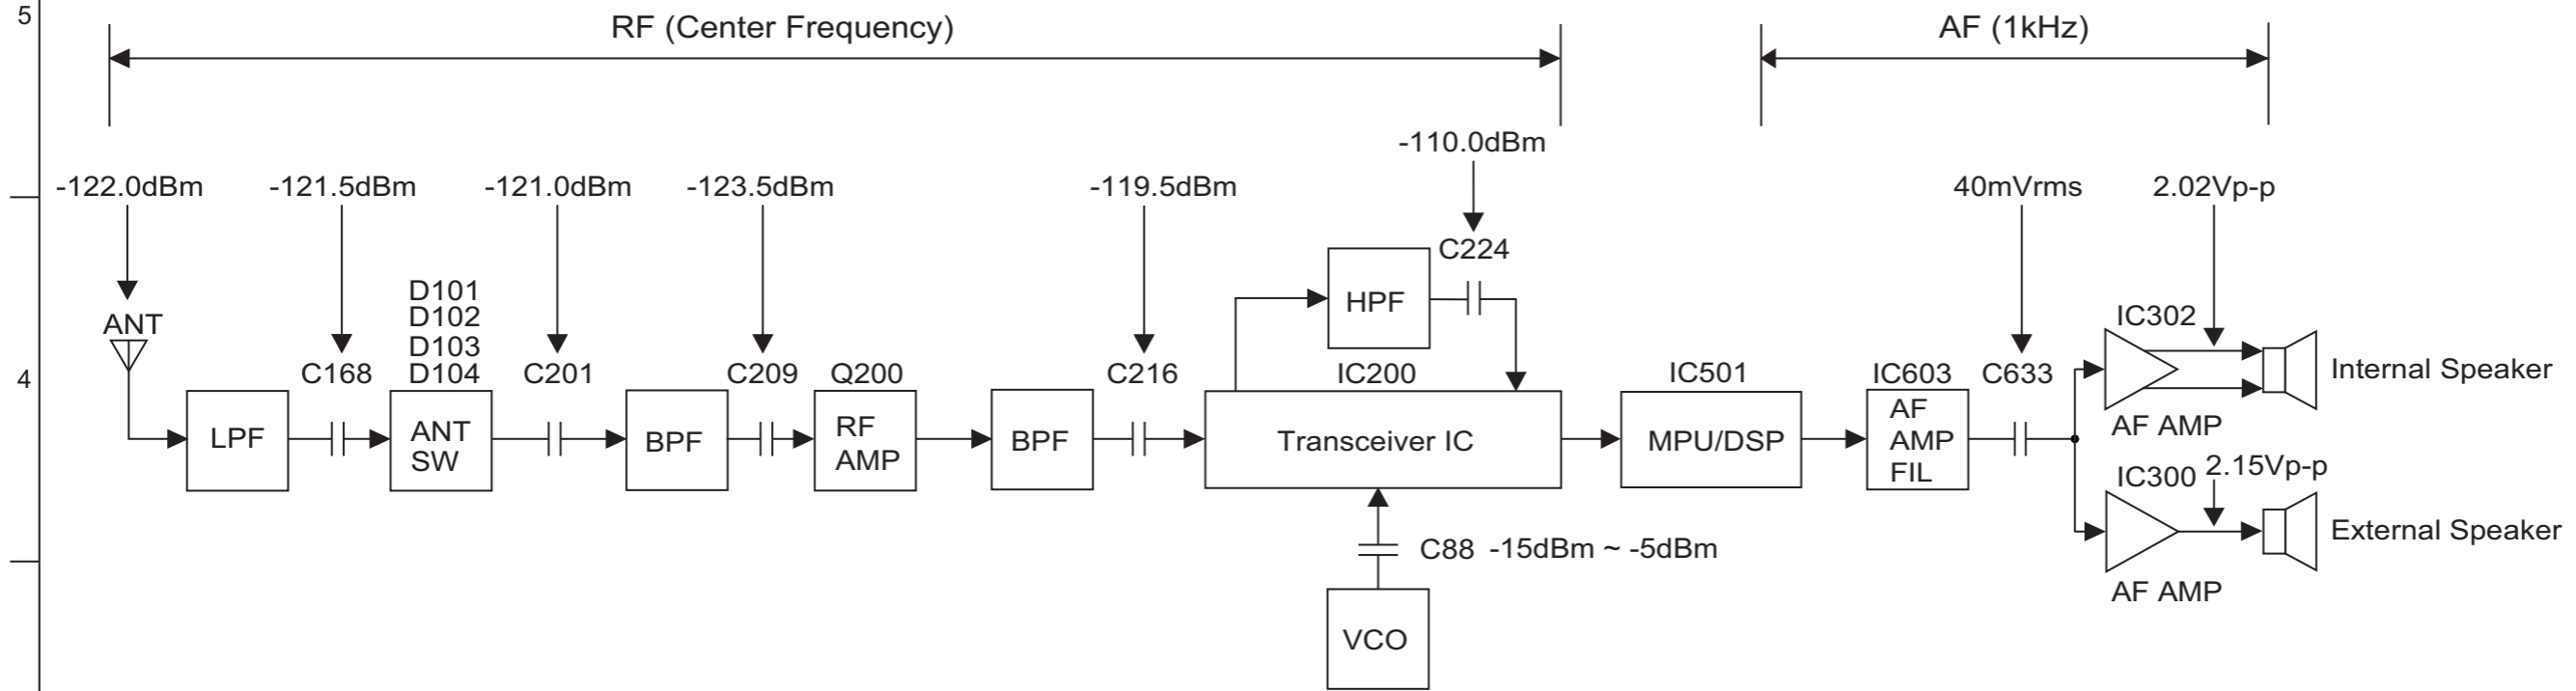 5
RF (Center Frequency)
AF (1kHz)
-110.0dBm
-122.0dBm
-121.5dBm
-121.0dBm
-123.5dBm
-119.5dBm
40mVrms
2.02Vp-p
C224
D101
D102
D103
D104
HPF
ANT
IC302
4
C168
C201
C209
Q200
C216
IC200
IC501
IC603
C633
Internal Speaker
LPF
ANT
SW
BPF
RF
AMP
BPF
Transceiver IC
MPU/DSP
AF
AMP
FIL
AF AMP
IC300
2.15Vp-p
External Speaker
C88
-15dBm ~ -5dBm
AF AMP
VCO